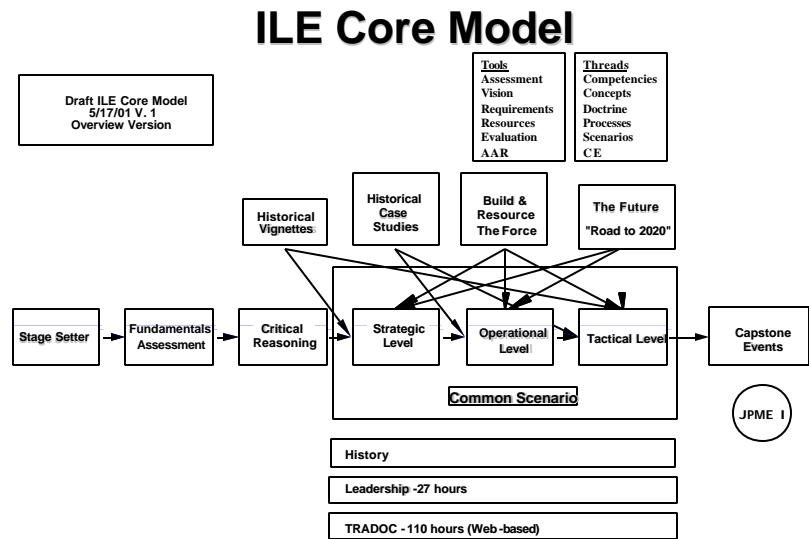 ILE Core Model
Draft ILE Core Model
5/17/01 V. 1
Overview Version
Tools
Assessment
Vision
Requirements
Resources
Evaluation
AAR
Threads
Competencies
Concepts
Doctrine
Processes
Scenarios
CE
Historical
Vignettes
Historical
Case
Studies
Build &
Resource
The Force
The Future
"Road to 2020"
Stage Setter
Fundamentals
Assessment
Critical
Reasoning
Strategic
Level
Operational
Level
Tactical Level
Capstone
Events
Common Scenario
JPME I
History
Leadership -27 hours
TRADOC - 110 hours (Web-based)